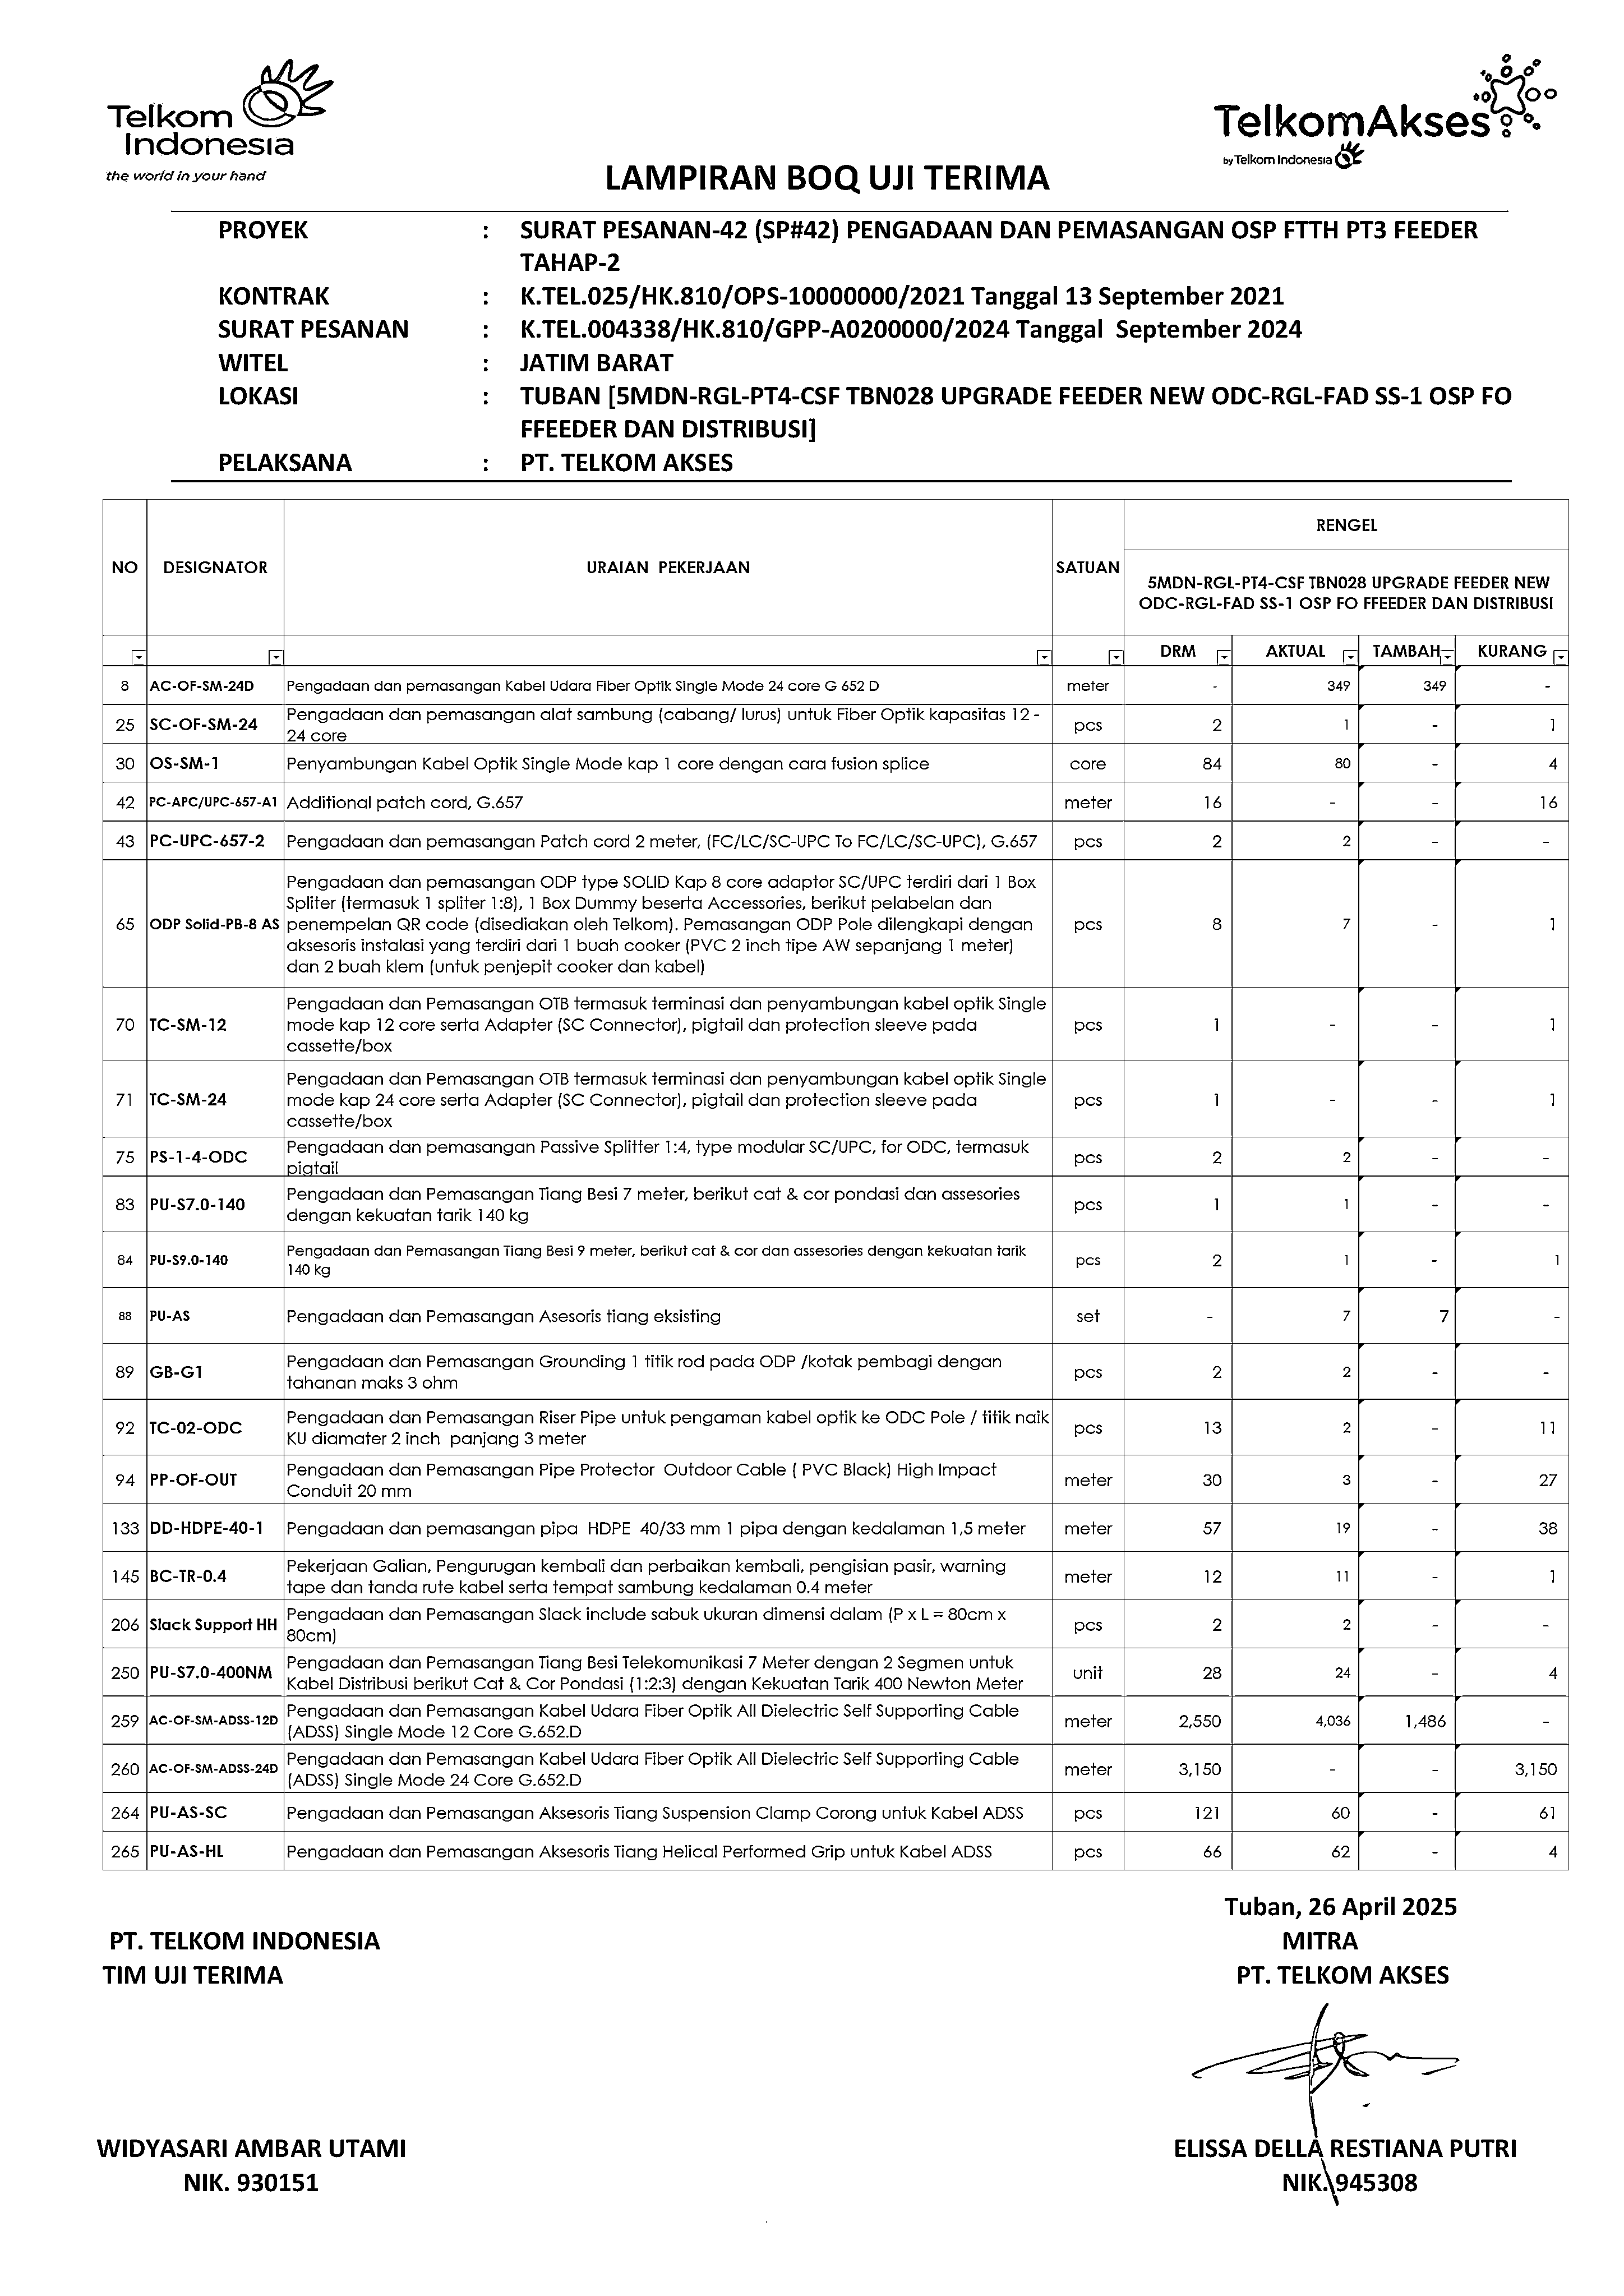 Telkom
Indonesia
the world in your hand
TelkomAkses
by Telkom Indonesia
LAMPIRAN BOQ UJI TERIMA
PROYEK : SURAT PESANAN-42 (SP#42) PENGADAAN DAN PEMASANGAN OSP FTTH PT3 FEEDER
TAHAP-2
KONTRAK : K.TEL.025/HK.810/OPS-10000000/2021 Tanggal 13 September 2021
SURAT PESANAN : K.TEL.004338/HK.810/GPP-A0200000/2024 Tanggal  September 2024
WITEL : JATIM BARAT
LOKASI : TUBAN [5MDN-RGL-PT4-CSF TBN028 UPGRADE FEEDER NEW ODC-RGL-FAD SS-1 OSP FO
FFEEDER DAN DISTRIBUSI]
PELAKSANA : PT. TELKOM AKSES
NO DESIGNATOR URAIAN PEKERJAAN SATUAN RENGEL
5MDN-RGL-PT4-CSF TBN028 UPGRADE FEEDER NEW
ODC-RGL-FAD SS-1 OSP FO FFEEDER DAN DISTRIBUSI
DRM AKTUAL TAMBAH KURANG
8 AC-OF-SM-24D Pengadaan dan pemasangan Kabel Udara Fiber Optik Single Mode 24 core G 652 D meter - 349 349 -
25 SC-OF-SM-24 Pengadaan dan pemasangan alat sambung (cabang/ lurus) untuk Fiber Optik kapasitas 12 -
24 core pcs 2 1 - 1
30 OS-SM-1 Penyambungan Kabel Optik Single Mode kap 1 core dengan cara fusion splice core 84 80 - 4
42 PC-APC/UPC-657-A1 Additional patch cord, G.657 meter 16 - - 16
43 PC-UPC-657-2 Pengadaan dan pemasangan Patch cord 2 meter, (FC/LC/SC-UPC To FC/LC/SC-UPC), G.657 pcs 2 2 - -
Pengadaan dan pemasangan ODP type SOLID Kap 8 core adaptor SC/UPC terdiri dari 1 Box
Spliter (termasuk 1 spliter 1:8), 1 Box Dummy beserta Accessories, berikut pelabelan dan
65 ODP Solid-PB-8 AS penempelan QR code (disediakan oleh Telkom). Pemasangan ODP Pole dilengkapi dengan pcs 8 7 - 1
aksesoris instalasi yang terdiri dari 1 buah cooker (PVC 2 inch tipe AW sepanjang 1 meter)
dan 2 buah klem (untuk penjepit cooker dan kabel)
Pengadaan dan Pemasangan OTB termasuk terminasi dan penyambungan kabel optik Single
70 TC-SM-12 mode kap 12 core serta Adapter (SC Connector), pigtail dan protection sleeve pada pcs 1 - - 1
cassette/box
Pengadaan dan Pemasangan OTB termasuk terminasi dan penyambungan kabel optik Single
71 TC-SM-24 mode kap 24 core serta Adapter (SC Connector), pigtail dan protection sleeve pada pcs 1 - - 1
cassette/box
75 PS-1-4-ODC Pengadaan dan pemasangan Passive Splitter 1:4, type modular SC/UPC, for ODC, termasuk
pigtail pcs 2 2 - -
83 PU-S7.0-140 Pengadaan dan Pemasangan Tiang Besi 7 meter, berikut cat & cor pondasi dan assesories
dengan kekuatan tarik 140 kg pcs 1 1 - -
84 PU-S9.0-140 Pengadaan dan Pemasangan Tiang Besi 9 meter, berikut cat & cor dan assesories dengan kekuatan tarik
140 kg pcs 2 1 - 1
88 PU-AS Pengadaan dan Pemasangan Asesoris tiang eksisting set - 7 7 -
89 GB-G1 Pengadaan dan Pemasangan Grounding 1 titik rod pada ODP /kotak pembagi dengan
tahanan maks 3 ohm pcs 2 2 - -
92 TC-02-ODC Pengadaan dan Pemasangan Riser Pipe untuk pengaman kabel optik ke ODC Pole / titik naik
KU diamater 2 inch  panjang 3 meter pcs 13 2 - 11
94 PP-OF-OUT Pengadaan dan Pemasangan Pipe Protector  Outdoor Cable ( PVC Black) High Impact
Conduit 20 mm meter 30 3 - 27
133 DD-HDPE-40-1 Pengadaan dan pemasangan pipa  HDPE  40/33 mm 1 pipa dengan kedalaman 1,5 meter meter 57 19 - 38
145 BC-TR-0.4 Pekerjaan Galian, Pengurugan kembali dan perbaikan kembali, pengisian pasir, warning
tape dan tanda rute kabel serta tempat sambung kedalaman 0.4 meter meter 12 11 - 1
206 Slack Support HH Pengadaan dan Pemasangan Slack include sabuk ukuran dimensi dalam (P x L = 80cm x
80cm) pcs 2 2 - -
250 PU-S7.0-400NM Pengadaan dan Pemasangan Tiang Besi Telekomunikasi 7 Meter dengan 2 Segmen untuk
Kabel Distribusi berikut Cat & Cor Pondasi (1:2:3) dengan Kekuatan Tarik 400 Newton Meter unit 28 24 - 4
259 AC-OF-SM-ADSS-12D Pengadaan dan Pemasangan Kabel Udara Fiber Optik All Dielectric Self Supporting Cable
(ADSS) Single Mode 12 Core G.652.D meter 2,550 4,036 1,486 -
260 AC-OF-SM-ADSS-24D Pengadaan dan Pemasangan Kabel Udara Fiber Optik All Dielectric Self Supporting Cable
(ADSS) Single Mode 24 Core G.652.D meter 3,150 - - 3,150
264 PU-AS-SC Pengadaan dan Pemasangan Aksesoris Tiang Suspension Clamp Corong untuk Kabel ADSS pcs 121 60 - 61
265 PU-AS-HL Pengadaan dan Pemasangan Aksesoris Tiang Helical Performed Grip untuk Kabel ADSS pcs 66 62 - 4
Tuban, 26 April 2025
PT. TELKOM INDONESIA MITRA
TIM UJI TERIMA PT. TELKOM AKSES
WIDYASARI AMBAR UTAMI ELISSA DELLA RESTIANA PUTRI
NIK. 930151 NIK. 945308